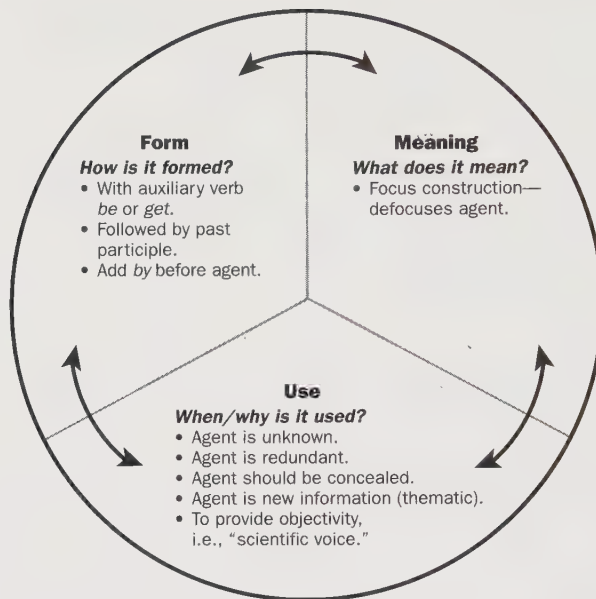 Form
How is it formed?
• With auxiliary verb
be or get.
• Followed by past
participle.
• Add by before agent.
Meaning
What does it mean?
• Focus construction—
defocuses agent.
Use
When/why is it used?
• Agent is unknown.
• Agent is redundant.
• Agent should be concealed.
• Agent is new information (thematic).
• To provide objectivity,
i.e., “scientific voice.”